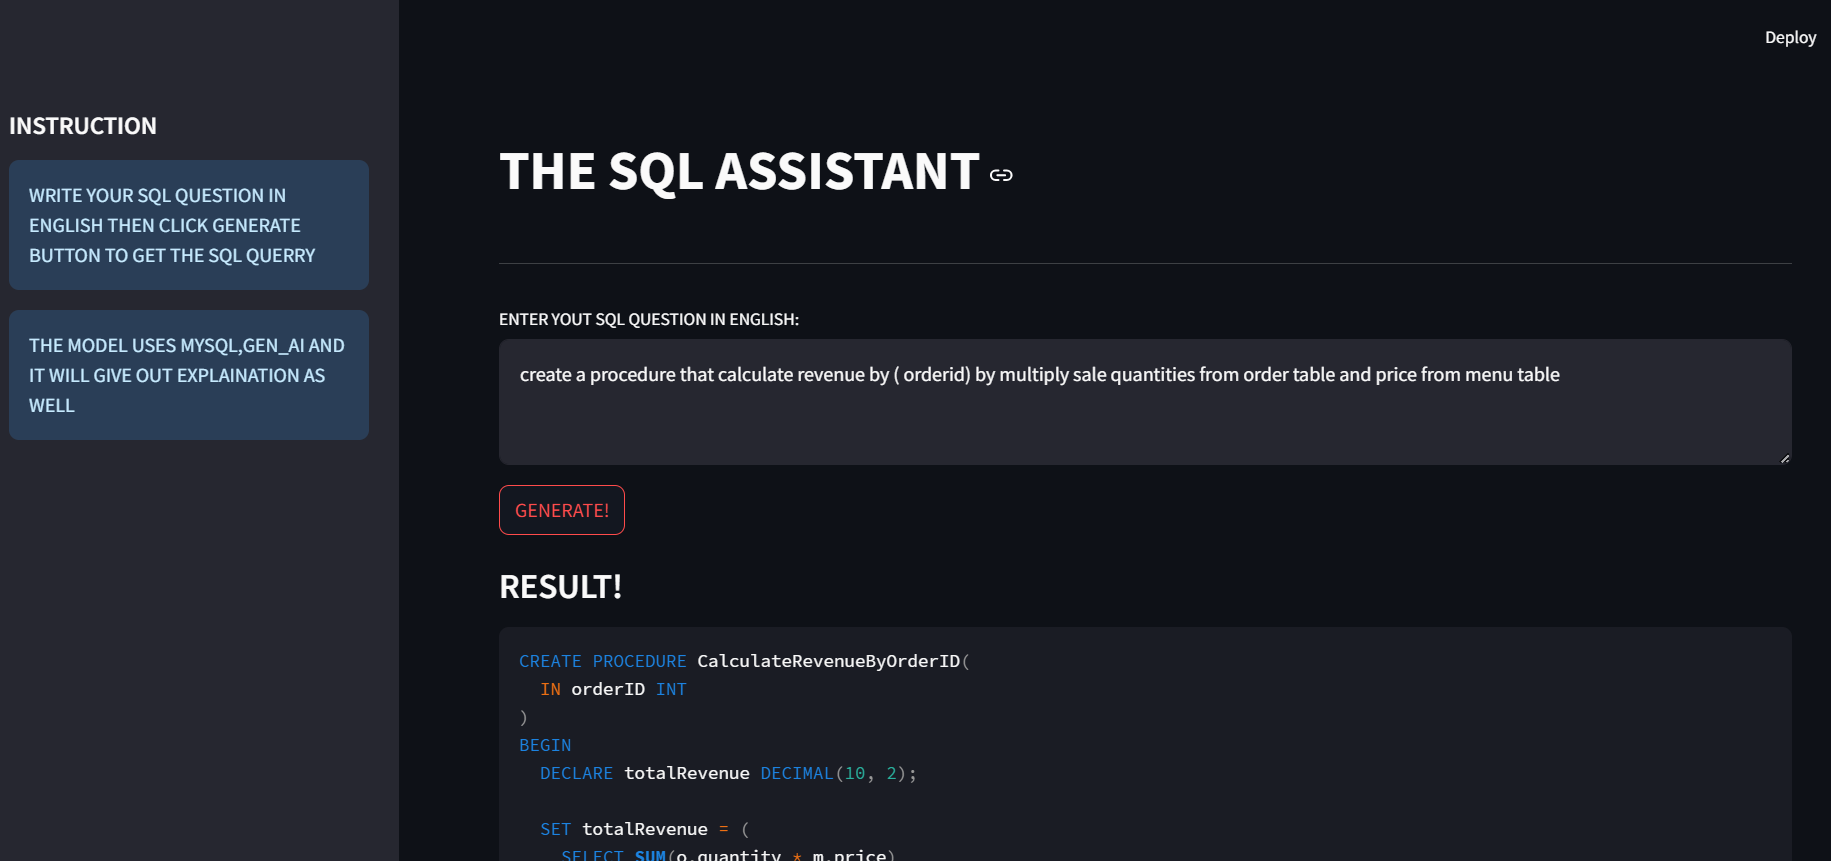 Deploy
INSTRUCTION
WRITE YOUR SQL QUESTION IN
ENGLISH THEN CLICK GENERATE
BUTTON TO GET THE SQL QUERRY
THE MODEL USES MYSQL,GEN_AI AND
IT WILL GIVE OUT EXPLAINATION AS
WELL
THE SQL ASSISTANT
ENTER YOUT SQL QUESTION IN ENGLISH:
create a procedure that calculate revenue by ( orderid) by multiply sale quantities from order table and price from menu table
GENERATE!
RESULT!
CREATE PROCEDURE CalculateRevenueByOrderID(
  IN orderID INT
)
BEGIN
  DECLARE totalRevenue DECIMAL(10, 2);
  SET totalRevenue = (
    SELECT SUM(o.quantity * m.price)